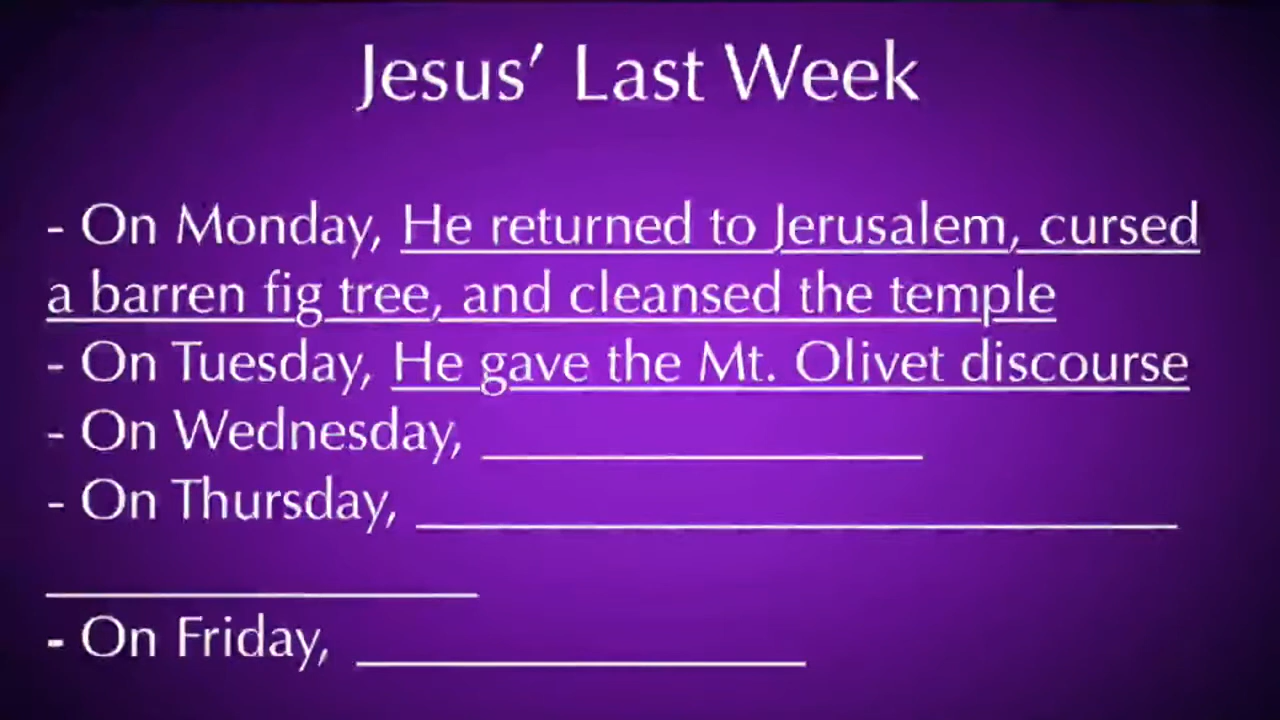 Jesus’ Last Week
- On Monday, He returned to Jerusalem, cursed
a barren fig tree, and cleansed the temple
- On Tuesday, He gave the Mt. Olivet discourse
- On Wednesday, ________________
- On Thursday, ____________________________
________________
- On Friday, ________________